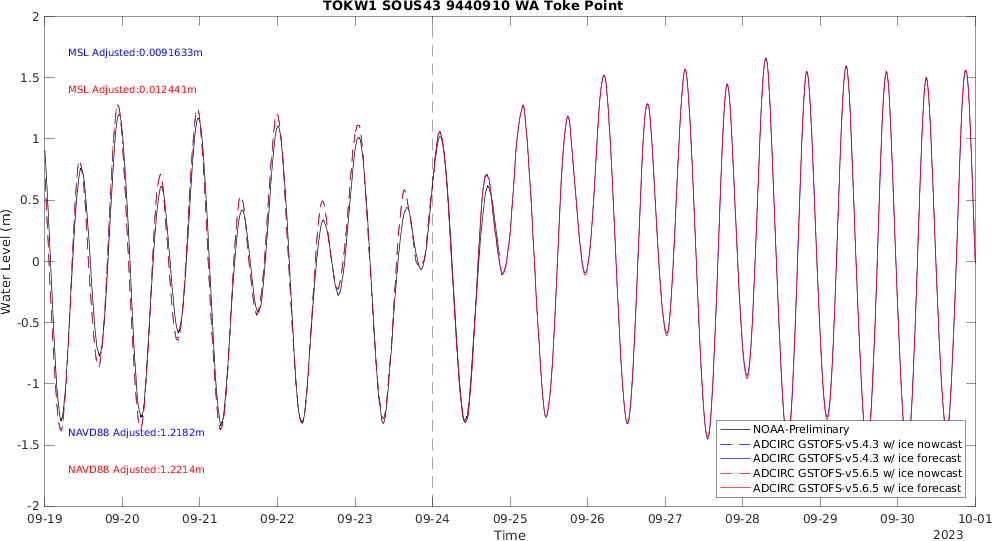 TOKW1 SOUS43 9440910 WA Toke Point
2
1.5
1
0.5
0
-0.5
-1
-1.5
-2
Water Level (m)
MSL Adjusted:0.0091633m
MSL Adjusted:0.012441m
NAVD88 Adjusted:1.2182m
NAVD88 Adjusted:1.2214m
NOAA-Preliminary
ADCIRC GSTOFS-v5.4.3 w/ ice nowcast
ADCIRC GSTOFS-v5.4.3 w/ ice forecast
ADCIRC GSTOFS-v5.6.5 w/ ice nowcast
ADCIRC GSTOFS-v5.6.5 w/ ice forecast
09-19 09-20 09-21 09-22 09-23 09-24 09-25 09-26 09-27 09-28 09-29 09-30 10-01
Time
2023